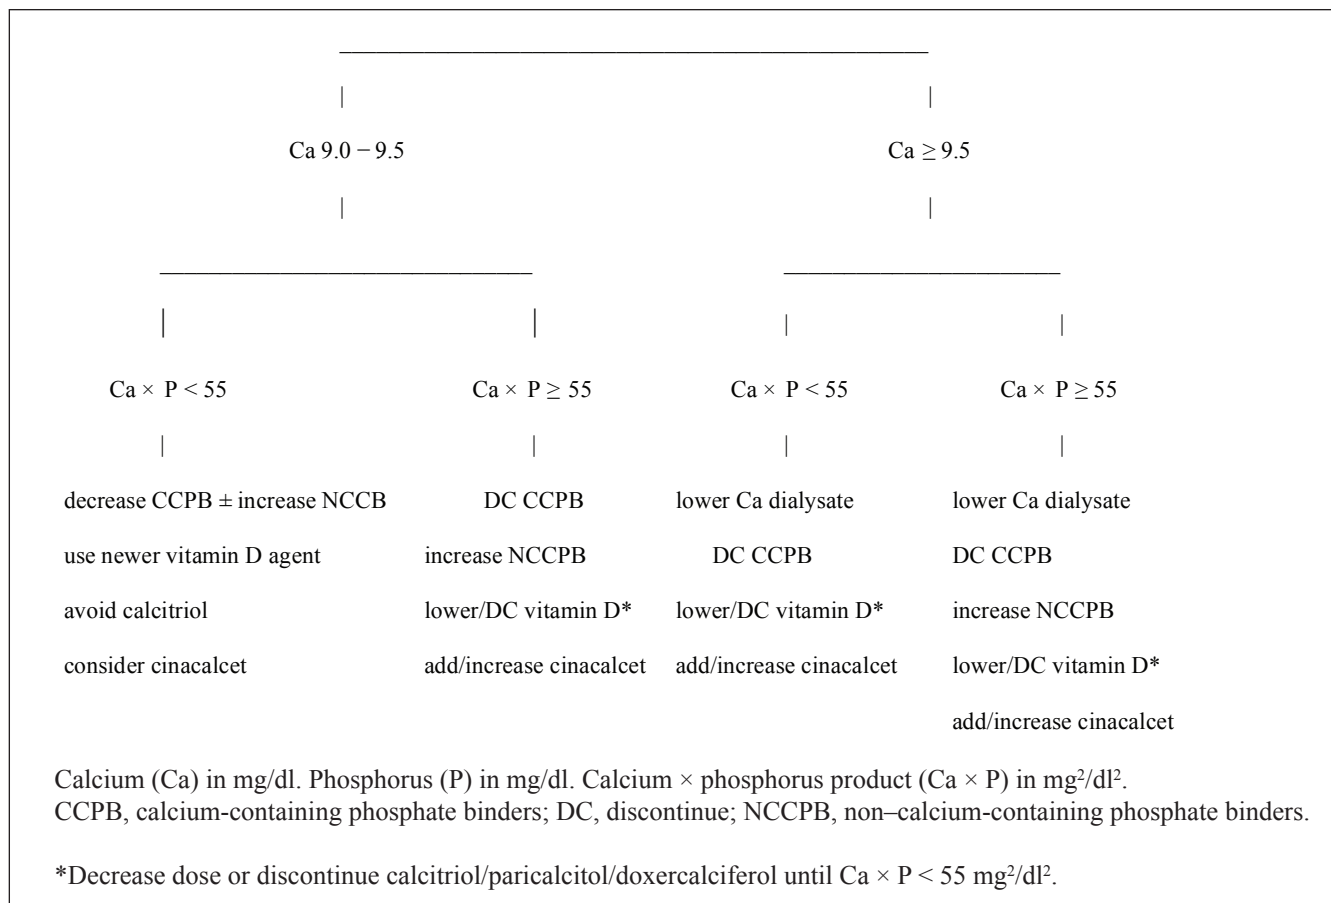 Ca 9.0 − 9.5 Ca ≥ 9.5
Ca × P < 55 Ca × P ≥ 55 Ca × P < 55 Ca × P ≥ 55
decrease CCPB ± increase NCCB DC CCPB lower Ca dialysate lower Ca dialysate
use newer vitamin D agent increase NCCPB DC CCPB DC CCPB
avoid calcitriol lower/DC vitamin D* lower/DC vitamin D* increase NCCPB
consider cinacalcet add/increase cinacalcet add/increase cinacalcet lower/DC vitamin D*
add/increase cinacalcet
Calcium (Ca) in mg/dl. Phosphorus (P) in mg/dl. Calcium × phosphorus product (Ca × P) in mg²/dl².
CCPB, calcium-containing phosphate binders; DC, discontinue; NCCPB, non–calcium-containing phosphate binders.
*Decrease dose or discontinue calcitriol/paricalcitol/doxercalciferol until Ca × P < 55 mg²/dl².